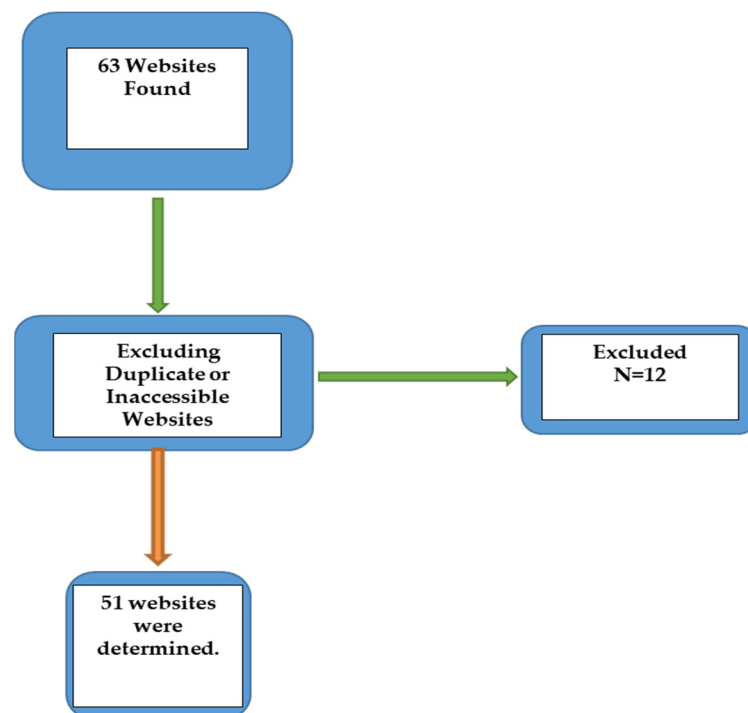 63 Websites
Found
Excluding
Duplicate or
Inaccessible
Websites
Excluded
N=12
51 websites
were
determined.